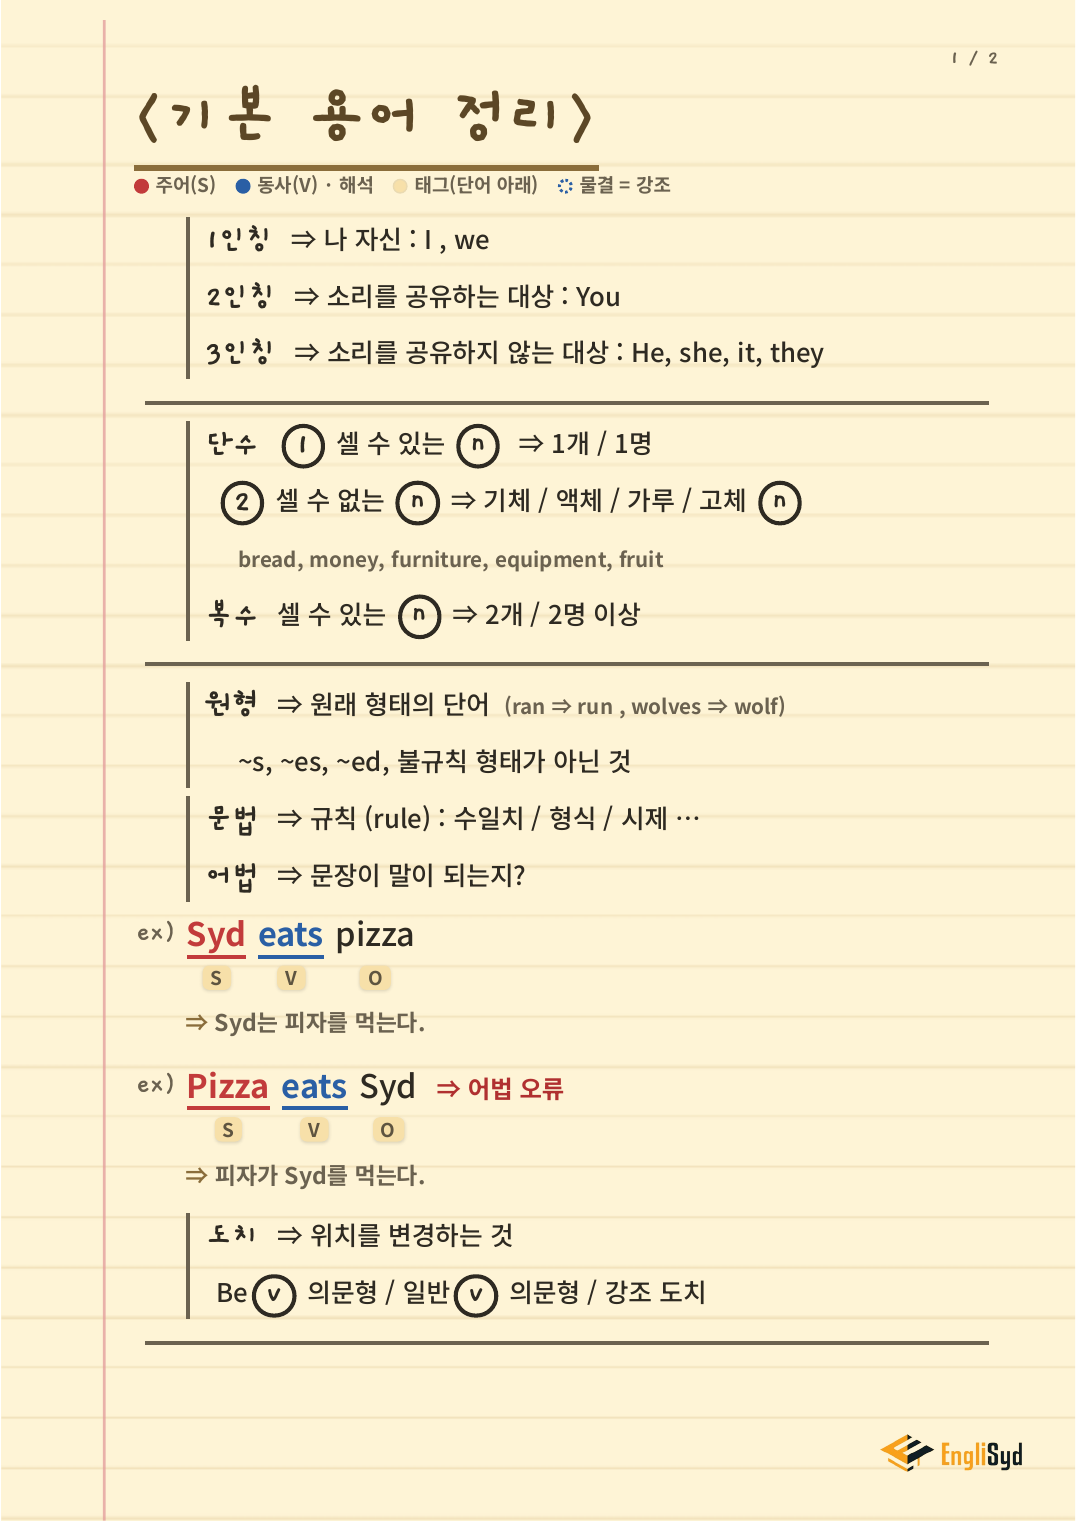 1 / 2
<기본 용어 정리>
주어(S) 동사(V) · 해석 태그(단어 아래) 물결 = 강조
1인칭 ⇒ 나 자신 : I , we
2인칭 ⇒ 소리를 공유하는 대상 : You
3인칭 ⇒ 소리를 공유하지 않는 대상 : He, she, it, they
단수 ① 셀 수 있는 ⓝ ⇒ 1개 / 1명
② 셀 수 없는 ⓝ ⇒ 기체 / 액체 / 가루 / 고체 ⓝ
bread, money, furniture, equipment, fruit
복수 셀 수 있는 ⓝ ⇒ 2개 / 2명 이상
원형 ⇒ 원래 형태의 단어 (ran ⇒ run , wolves ⇒ wolf)
~s, ~es, ~ed, 불규칙 형태가 아닌 것
문법 ⇒ 규칙 (rule) : 수일치 / 형식 / 시제 ···
어법 ⇒ 문장이 말이 되는지?
ex) Syd eats pizza
S V O
⇒ Syd는 피자를 먹는다.
ex) Pizza eats Syd ⇒ 어법 오류
S V O
⇒ 피자가 Syd를 먹는다.
도치 ⇒ 위치를 변경하는 것
Be ⓥ 의문형 / 일반 ⓥ 의문형 / 강조 도치
EngliSyd